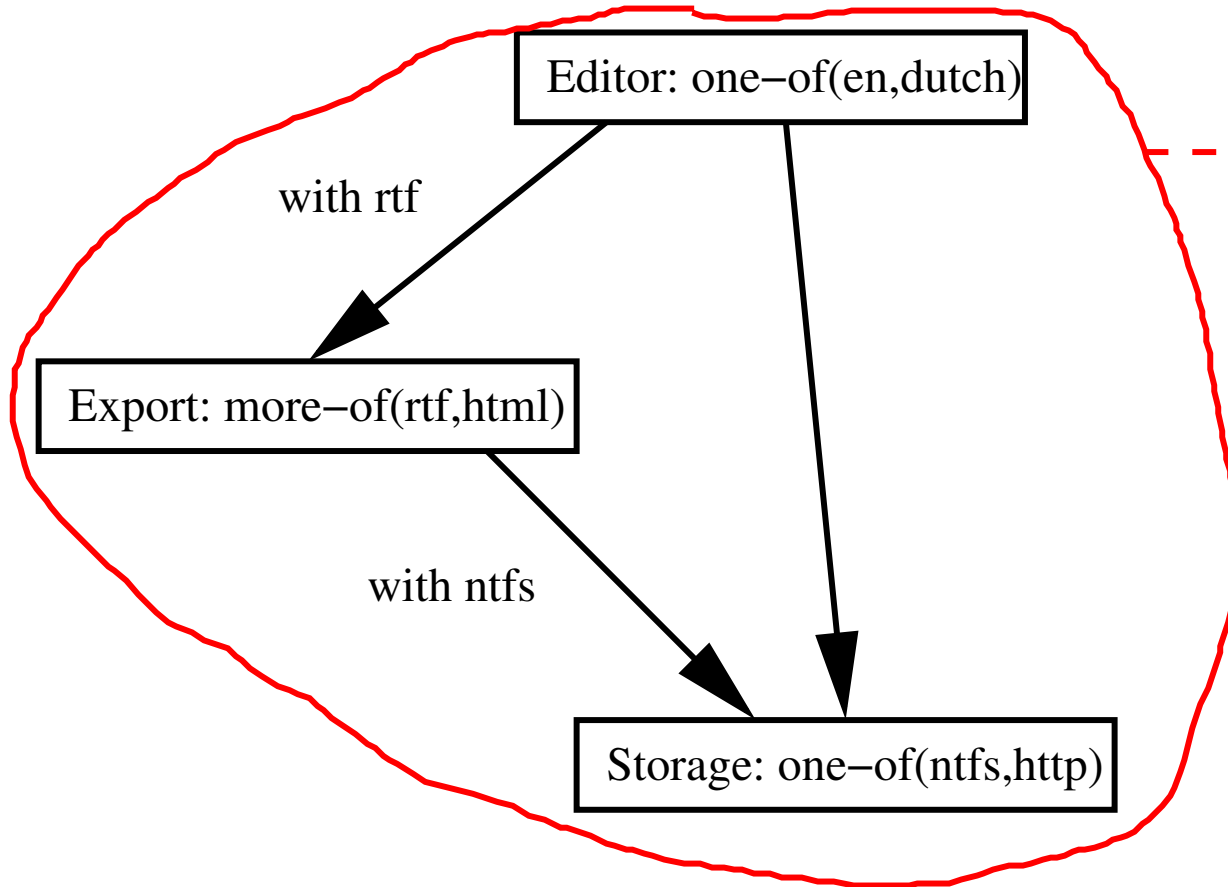 Editor: one−of(en,dutch)
with rtf
Export: more−of(rtf,html)
with ntfs
Storage: one−of(ntfs,http)